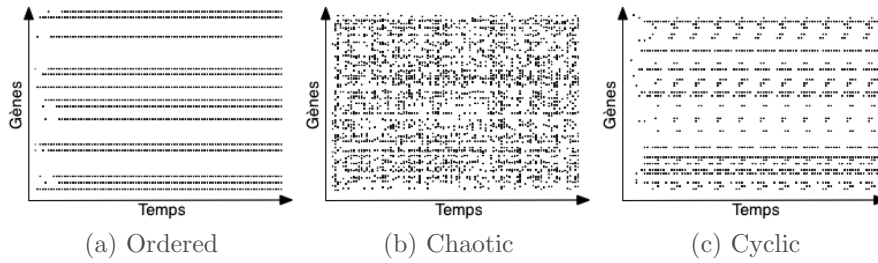 Gènes
Temps
(a) Ordered
Gènes
Temps
(b) Chaotic
Gènes
Temps
(c) Cyclic